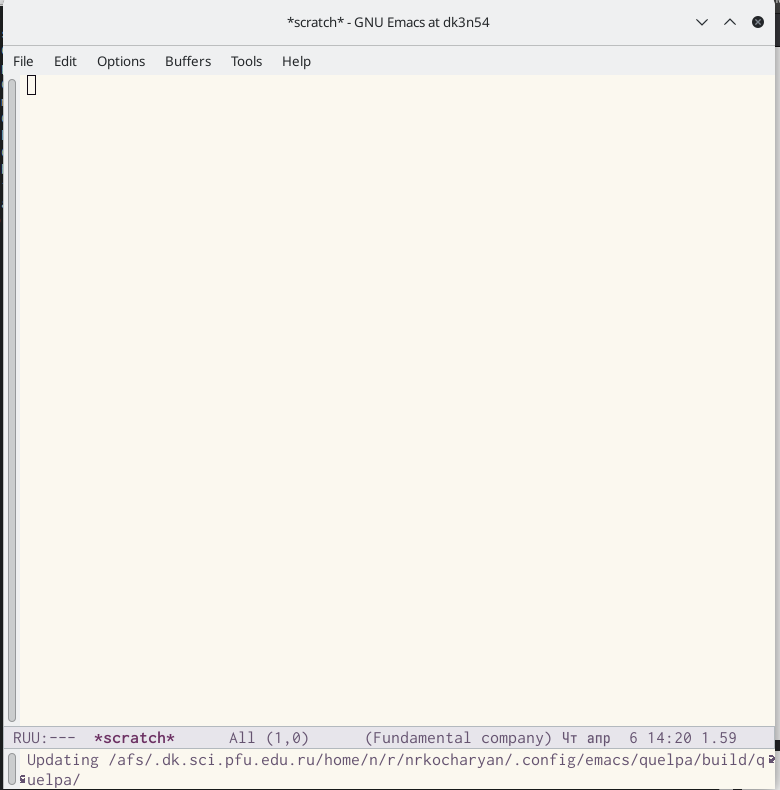 *scratch* - GNU Emacs at dk3n54
File Edit Options Buffers Tools Help
RUU:--- *scratch* All (1,0) (Fundamental company) Чт апр 6 14:20 1.59
Updating /afs/.dk.sci.pfu.edu.ru/home/n/r/nrkocharyan/.config/emacs/quelpa/build/q
uelpa/